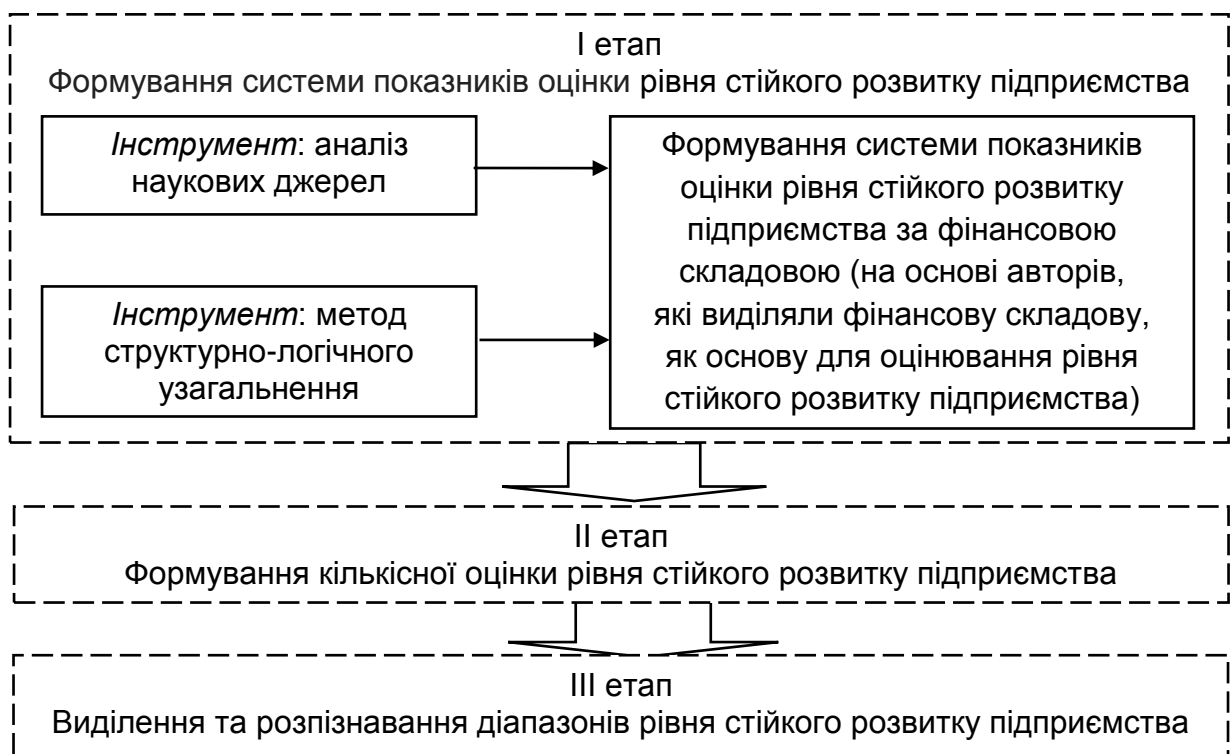 І етап
Формування системи показників оцінки рівня стійкого розвитку підприємства
Інструмент: аналіз
наукових джерел
Інструмент: метод
структурно-логічного
узагальнення
Формування системи показників
оцінки рівня стійкого розвитку
підприємства за фінансовою
складовою (на основі авторів,
які виділяли фінансову складову,
як основу для оцінювання рівня
стійкого розвитку підприємства)
ІІ етап
Формування кількісної оцінки рівня стійкого розвитку підприємства
ІІІ етап
Виділення та розпізнавання діапазонів рівня стійкого розвитку підприємства